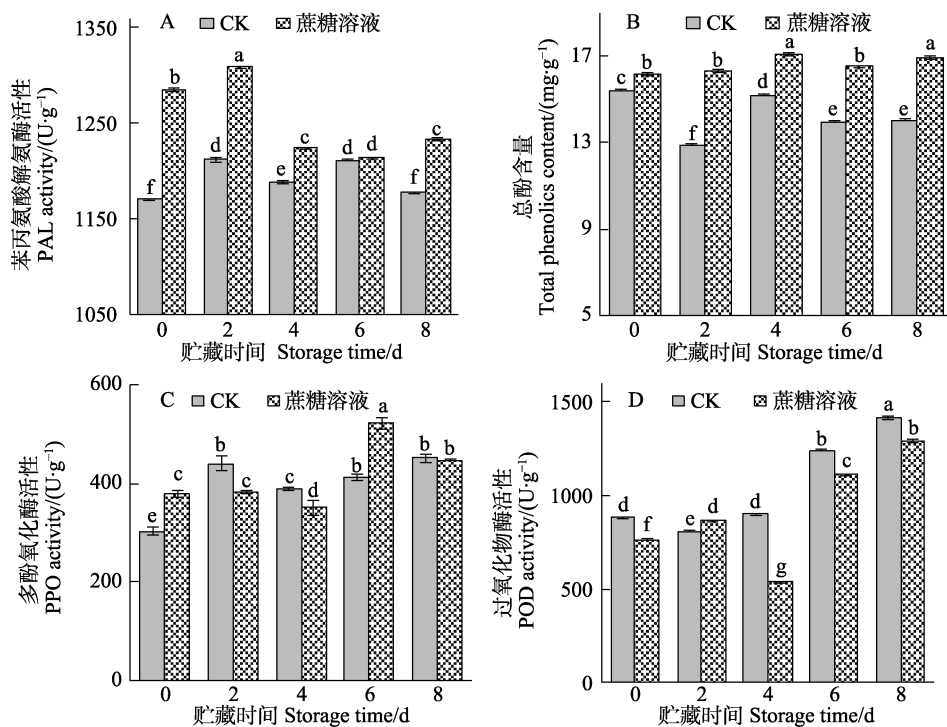 A CK 蔗糖溶液
苯丙氨酸解氨酶活性
PAL activity/(U·g⁻¹)
1350
1250
1150
1050
f b d a e c d d f c
0 2 4 6 8
贮藏时间 Storage time/d
B CK 蔗糖溶液
总酚含量
Total phenolics content/(mg·g⁻¹)
17
13
9
5
c b f b d a e b e a
0 2 4 6 8
贮藏时间 Storage time/d
C CK 蔗糖溶液
多酚氧化酶活性
PPO activity/(U·g⁻¹)
600
400
200
0
e c b c c d b a b b
0 2 4 6 8
贮藏时间 Storage time/d
D CK 蔗糖溶液
过氧化物酶活性
POD activity/(U·g⁻¹)
1500
1000
500
0
d f e d d g b c a b
0 2 4 6 8
贮藏时间 Storage time/d